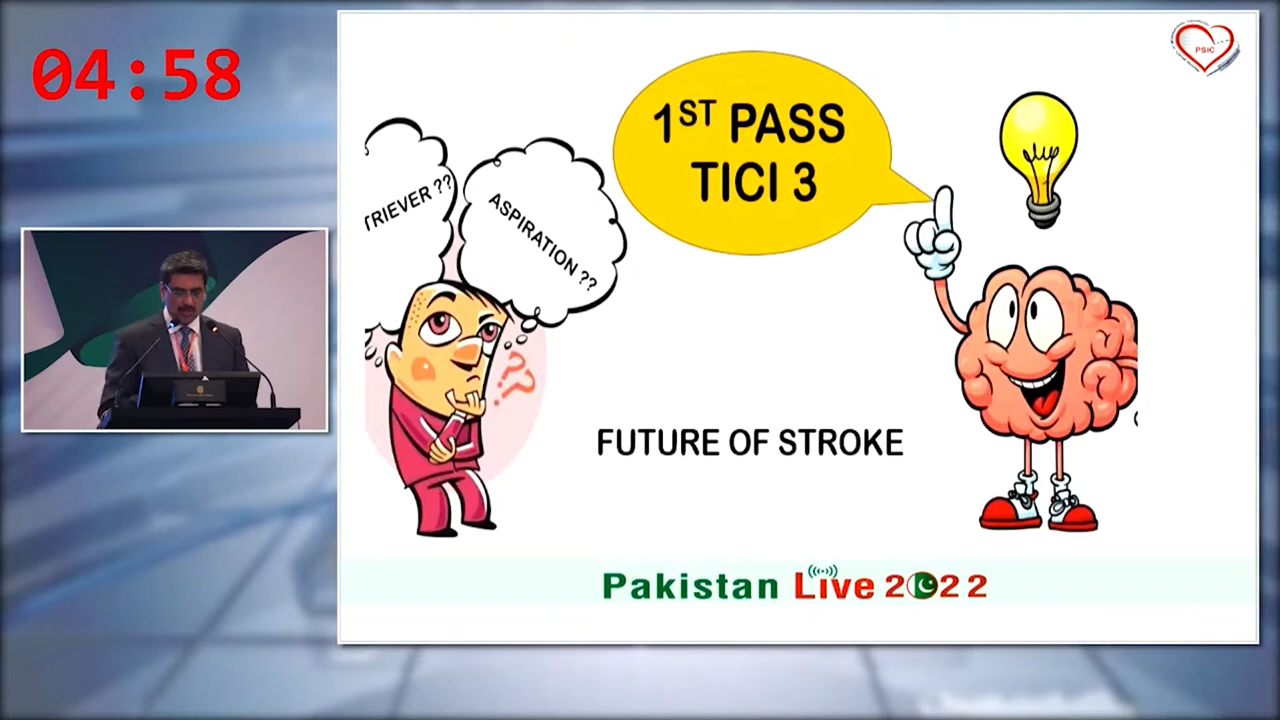 04:58
PSIC
1ST PASS
TICI 3
TRIEVER ??
ASPIRATION ??
FUTURE OF STROKE
Pakistan Live 2022